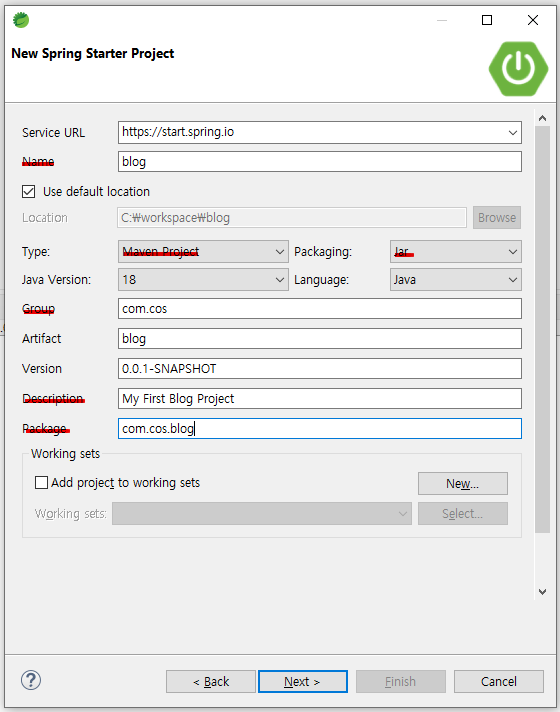 New Spring Starter Project
Service URL https://start.spring.io
Name blog
Use default location
Location C:₩workspace₩blog Browse
Type: Maven Project Packaging: Jar
Java Version: 18 Language: Java
Group com.cos
Artifact blog
Version 0.0.1-SNAPSHOT
Description My First Blog Project
Package com.cos.blog
Working sets
Add project to working sets New...
Working sets: Select...
? < Back Next > Finish Cancel